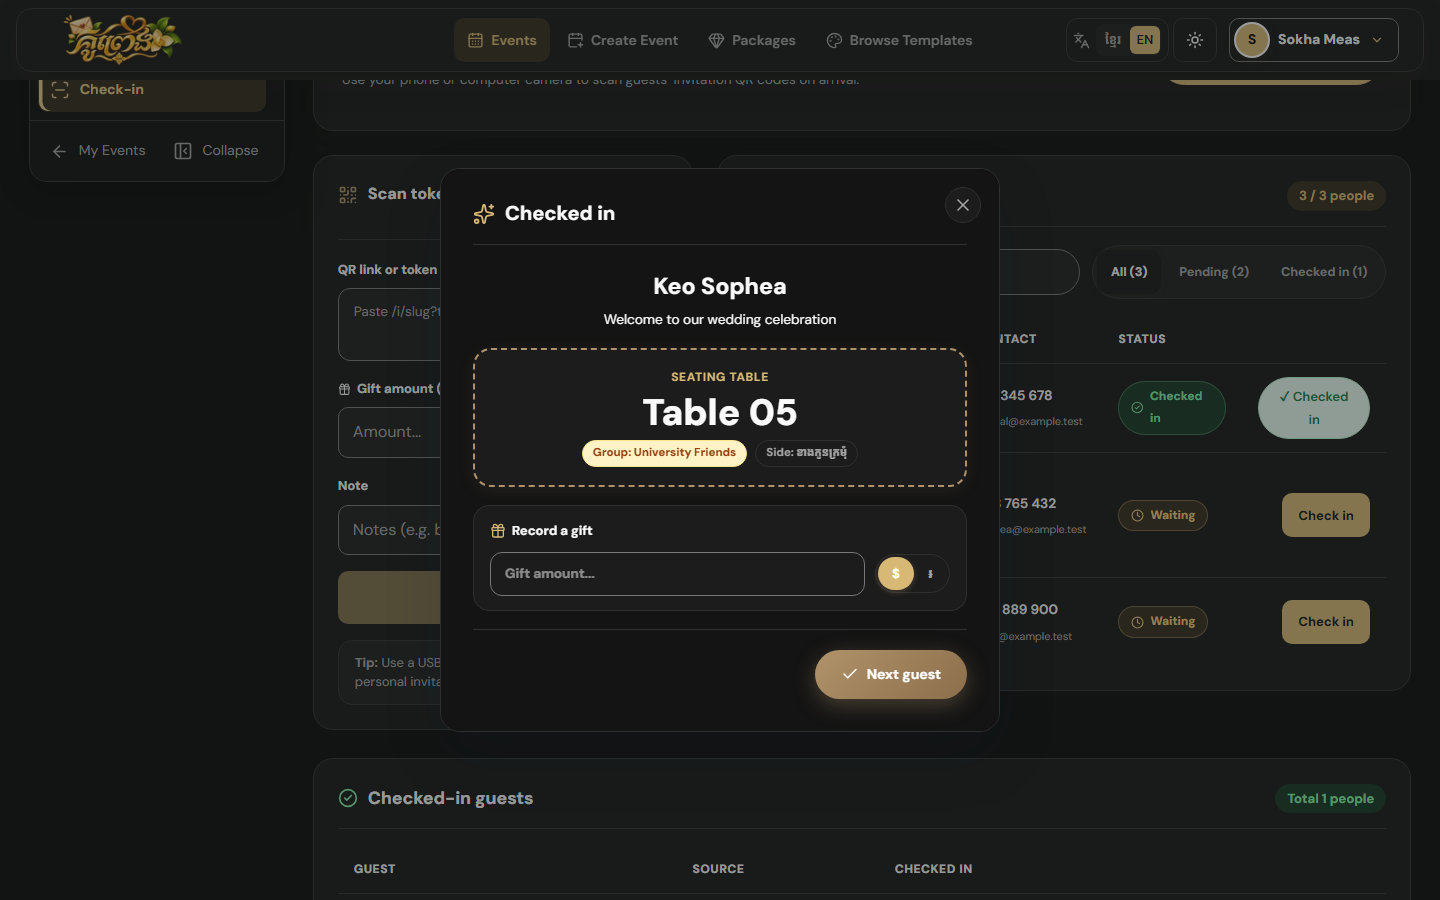 គូព្រេង
Events
Create Event
Packages
Browse Templates
ខ្មែរ
EN
S
Sokha Meas
Use your phone or computer camera to scan guests' invitation QR codes on arrival.
Check-in
My Events
Collapse
Scan toke
3 / 3 people
QR link or token
Paste /i/slug?t
All (3)
Pending (2)
Checked in (1)
Gift amount (
Amount...
Note
Notes (e.g. b
Tip: Use a USB
personal invita
Checked in
Keo Sophea
Welcome to our wedding celebration
SEATING TABLE
Table 05
Group: University Friends
Side: ខាងកូនក្រមុំ
Record a gift
Gift amount...
$
៛
Next guest
NTACT
STATUS
345 678
al@example.test
Checked in
✓ Checked in
765 432
ea@example.test
Waiting
Check in
889 900
@example.test
Waiting
Check in
Checked-in guests
Total 1 people
GUEST
SOURCE
CHECKED IN